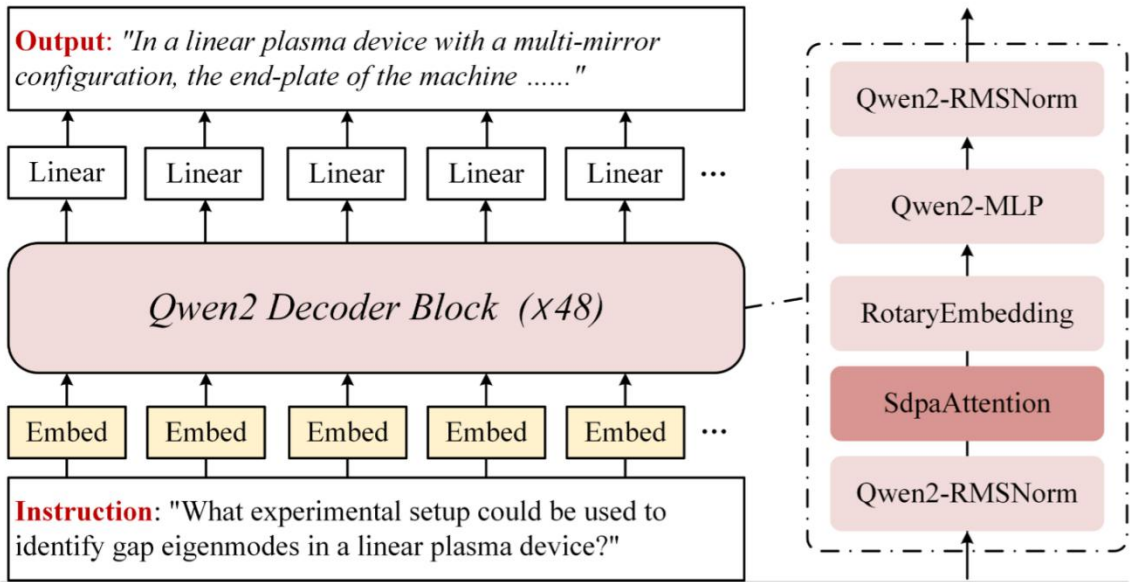 Output: "In a linear plasma device with a multi-mirror
configuration, the end-plate of the machine ......"
Linear Linear Linear Linear Linear ...
Qwen2 Decoder Block (×48)
Embed Embed Embed Embed Embed ...
Instruction: "What experimental setup could be used to
identify gap eigenmodes in a linear plasma device?"
Qwen2-RMSNorm
Qwen2-MLP
RotaryEmbedding
SdpaAttention
Qwen2-RMSNorm